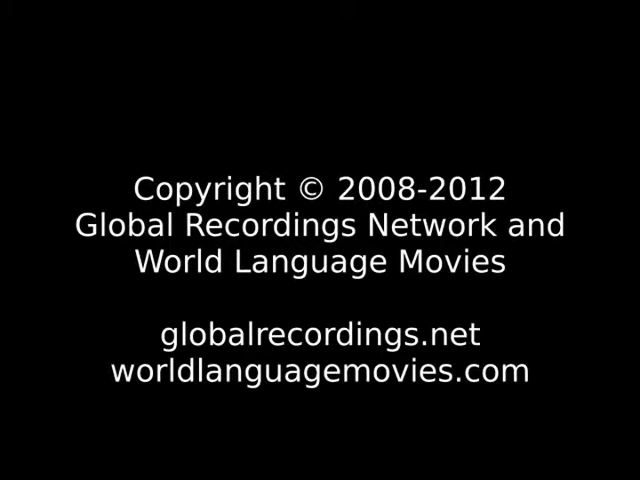 Copyright © 2008-2012
Global Recordings Network and
World Language Movies
globalrecordings.net
worldlanguagemovies.com